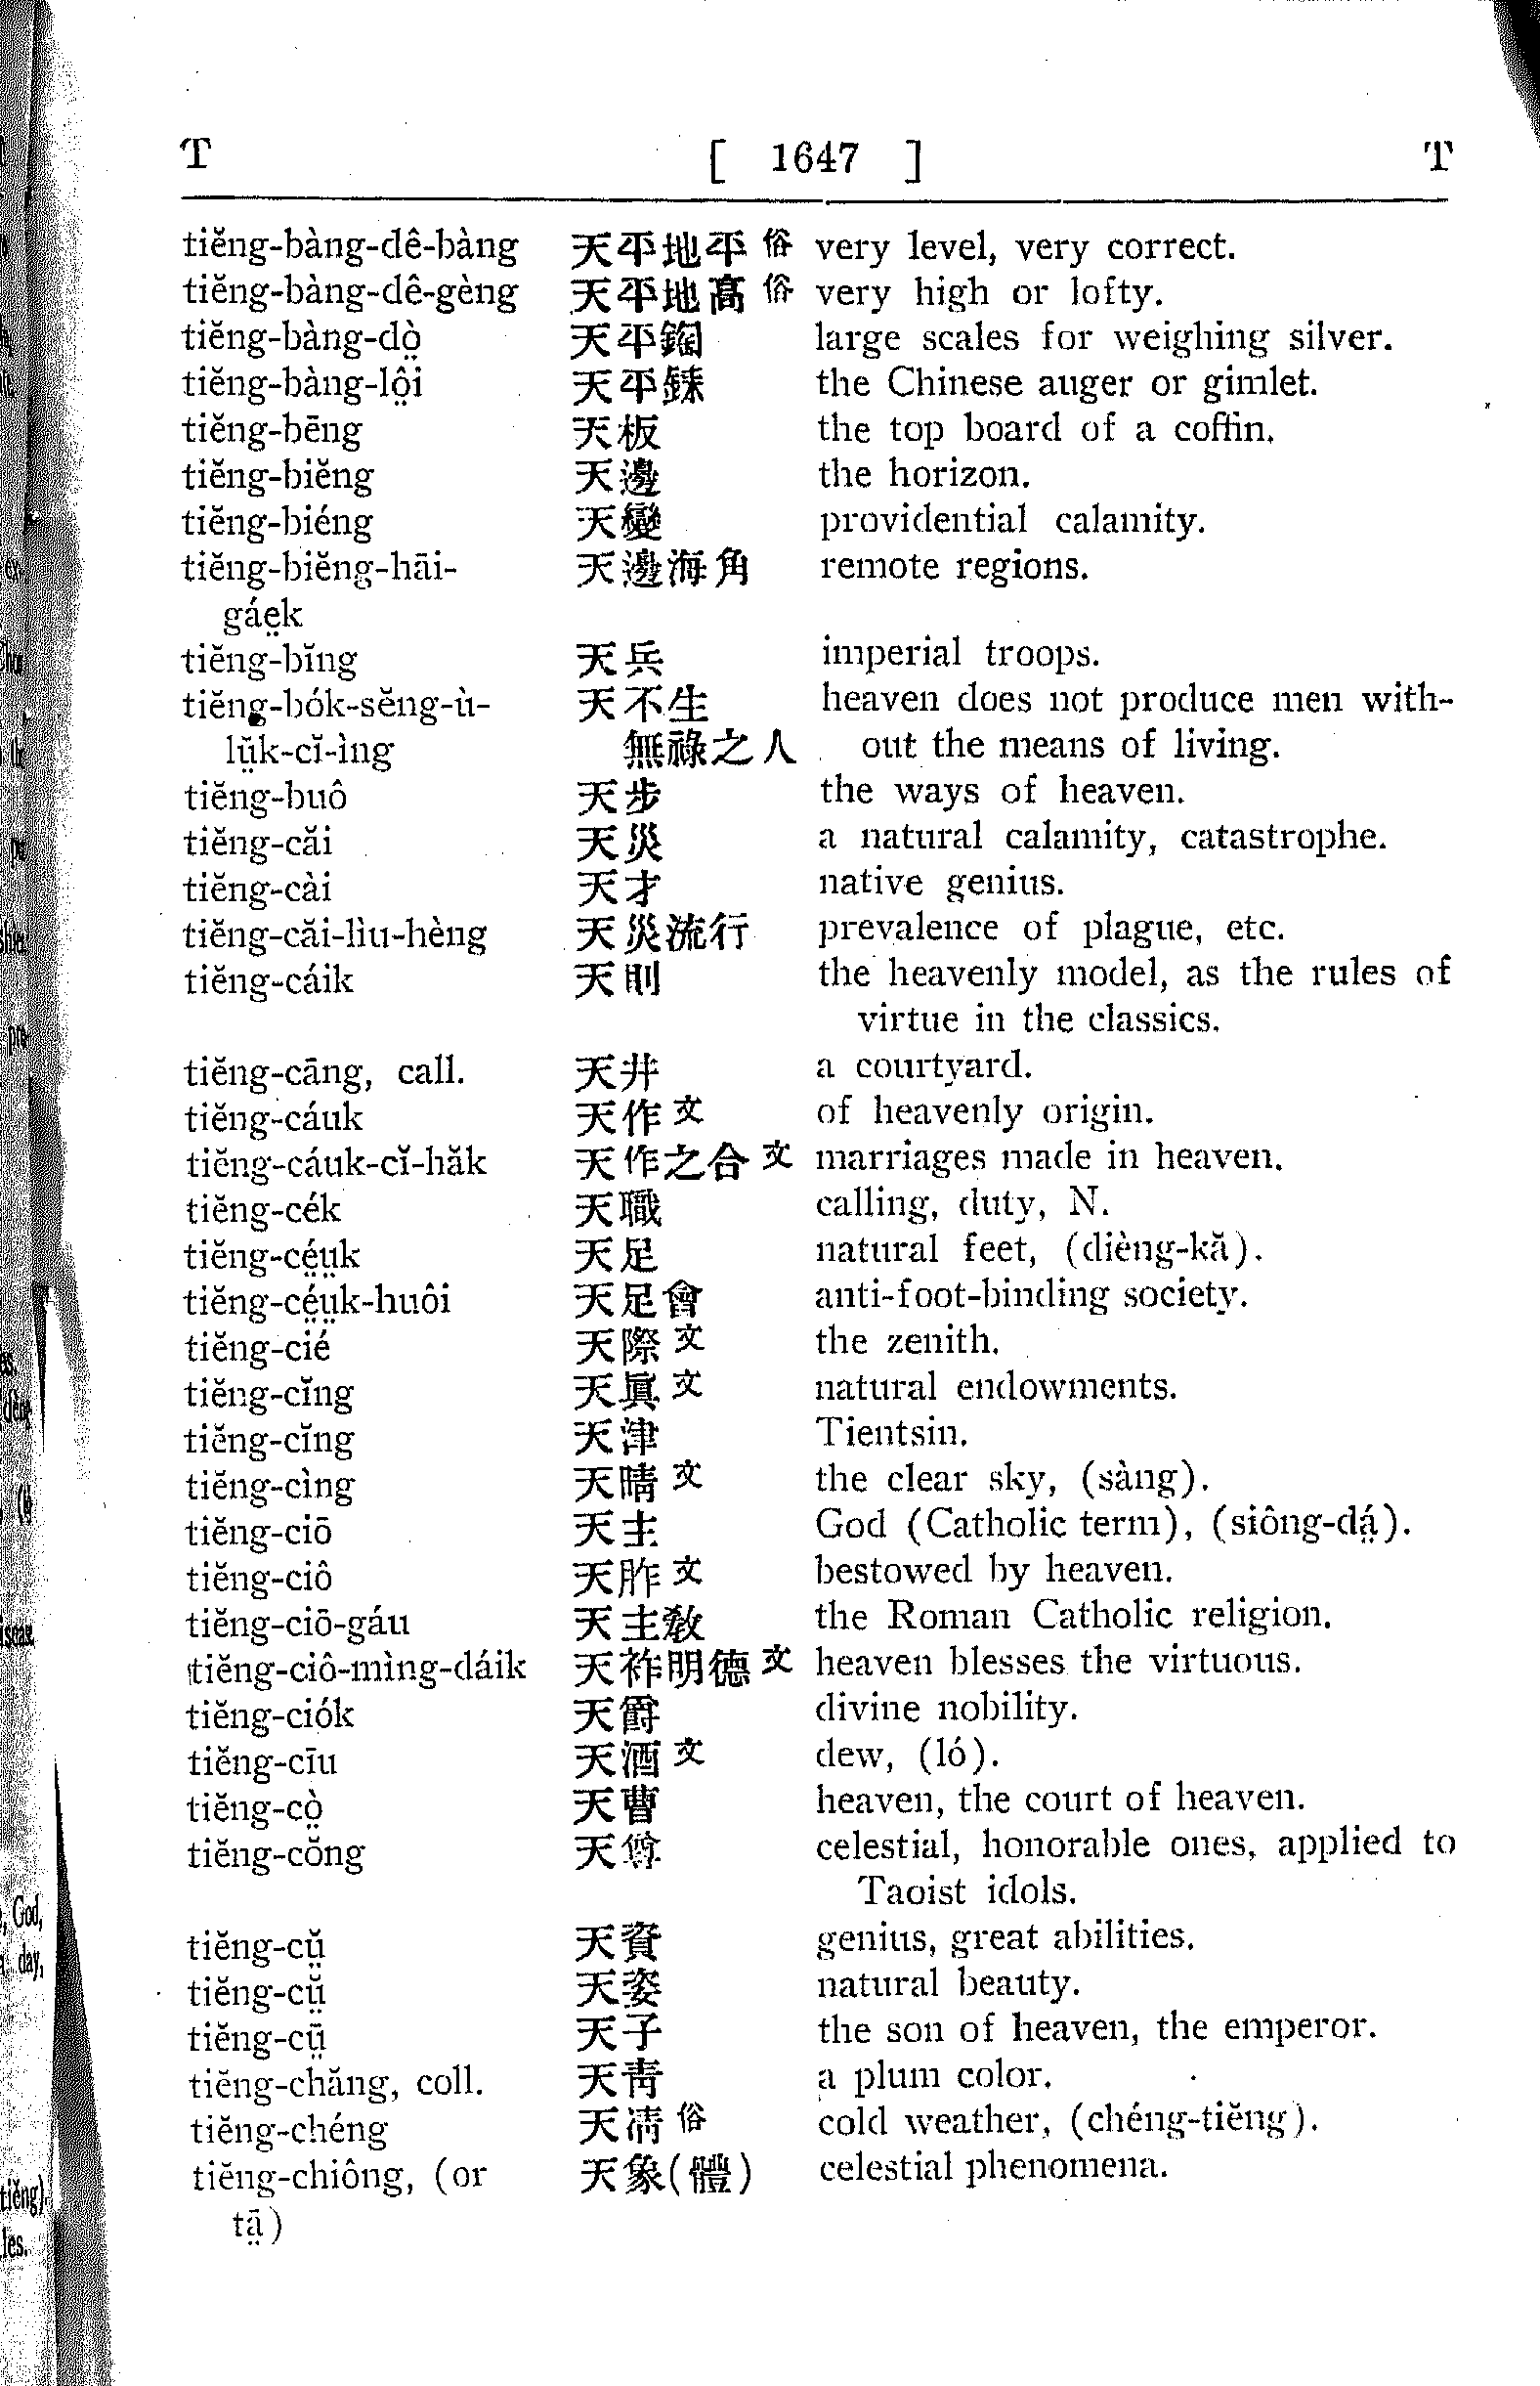 T [ 1647 ] T
tiĕng-bàng-dê-bàng 天平地平 俗 very level, very correct.
tiĕng-bàng-dê-gèng 天平地高 俗 very high or lofty.
tiĕng-bàng-dò̤ 天平鋾 large scales for weighing silver.
tiĕng-bàng-lô̤i 天平 the Chinese auger or gimlet.
tiĕng-bēng 天板 the top board of a coffin.
tiĕng-biĕng 天邊 the horizon.
tiĕng-biéng 天變 providential calamity.
tiĕng-biĕng-hāi- 天邊海角 remote regions.
gáe̤k
tiĕng-bĭng 天兵 imperial troops.
tiĕng-bók-sĕng-ù- 天不生 heaven does not produce men with-
lṳ̆k-cĭ-ìng 無祿之人 out the means of living.
tiĕng-buô 天步 the ways of heaven.
tiĕng-căi 天災 a natural calamity, catastrophe.
tiĕng-cài 天才 native genius.
tiĕng-căi-lìu-hèng 天災流行 prevalence of plague, etc.
tiĕng-cáik 天則 the heavenly model, as the rules of
virtue in the classics.
tiĕng-cāng, call. 天井 a courtyard.
tiĕng-cáuk 天作 文 of heavenly origin.
tiĕng-cáuk-cĭ-hăk 天作之合 文 marriages made in heaven.
tiĕng-cék 天職 calling, duty, N.
tiĕng-cé̤ṳk 天足 natural feet, (dièng-kă).
tiĕng-cé̤ṳk-huôi 天足會 anti-foot-binding society.
tiĕng-cié 天際 文 the zenith.
tiĕng-cĭng 天眞 文 natural endowments.
tiĕng-cĭng 天津 Tientsin.
tiĕng-cìng 天晴 文 the clear sky, (sàng).
tiĕng-ciō 天主 God (Catholic term), (siông-dá̤).
tiĕng-ciô 天胙 文 bestowed by heaven.
tiĕng-ciō-gáu 天主敎 the Roman Catholic religion.
tiĕng-ciô-mìng-dáik 天祚明德 文 heaven blesses the virtuous.
tiĕng-ciók 天爵 divine nobility.
tiĕng-cīu 天酒 文 dew, (ló).
tiĕng-cò̤ 天曹 heaven, the court of heaven.
tiĕng-cŏng 天尊 celestial, honorable ones, applied to
Taoist idols.
tiĕng-cṳ̆ 天資 genius, great abilities.
tiĕng-cṳ̆ 天姿 natural beauty.
tiĕng-cṳ̄ 天子 the son of heaven, the emperor.
tiĕng-chăng, coll. 天靑 a plum color.
tiĕng-chéng 天凊 俗 cold weather, (chéng-tiĕng).
tiĕng-chiông, (or 天象(體) celestial phenomena.
tā̤)